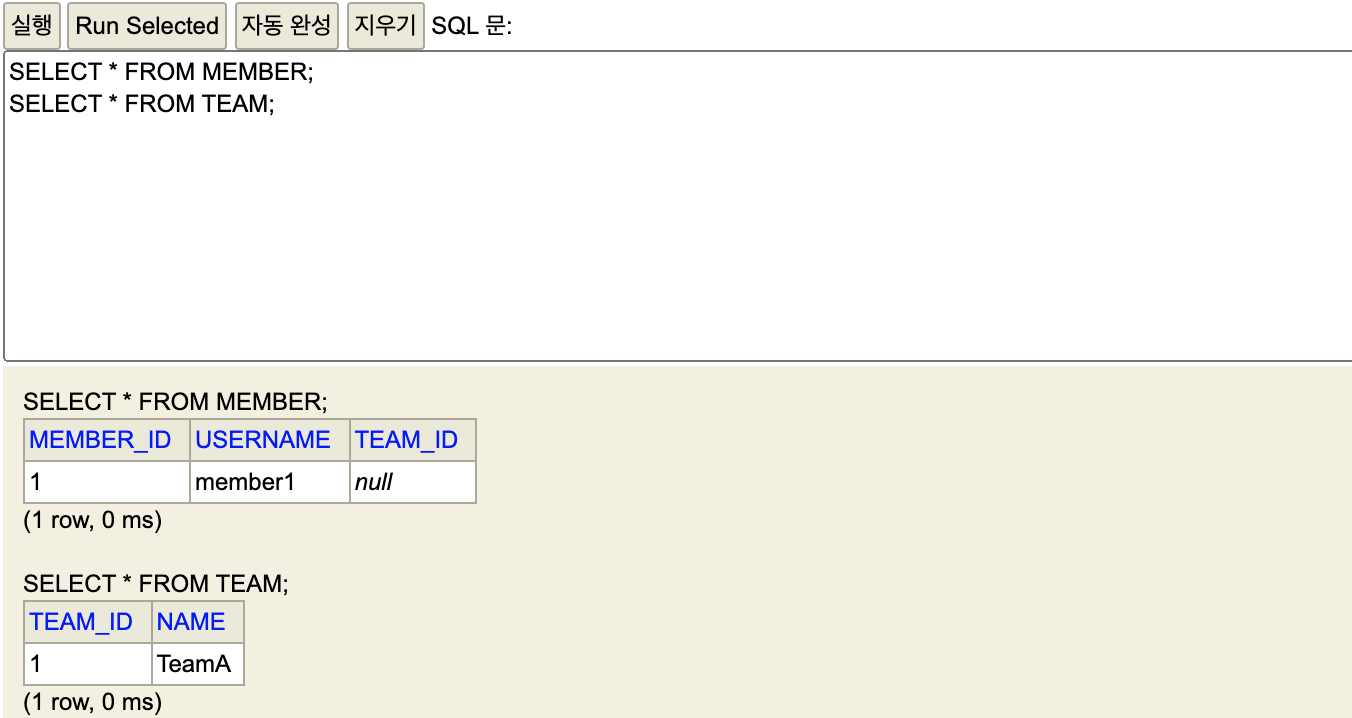 실행 Run Selected 자동 완성 지우기 SQL 문:
SELECT * FROM MEMBER;
SELECT * FROM TEAM;
SELECT * FROM MEMBER;
MEMBER_ID USERNAME TEAM_ID
1 member1 null
(1 row, 0 ms)
SELECT * FROM TEAM;
TEAM_ID NAME
1 TeamA
(1 row, 0 ms)